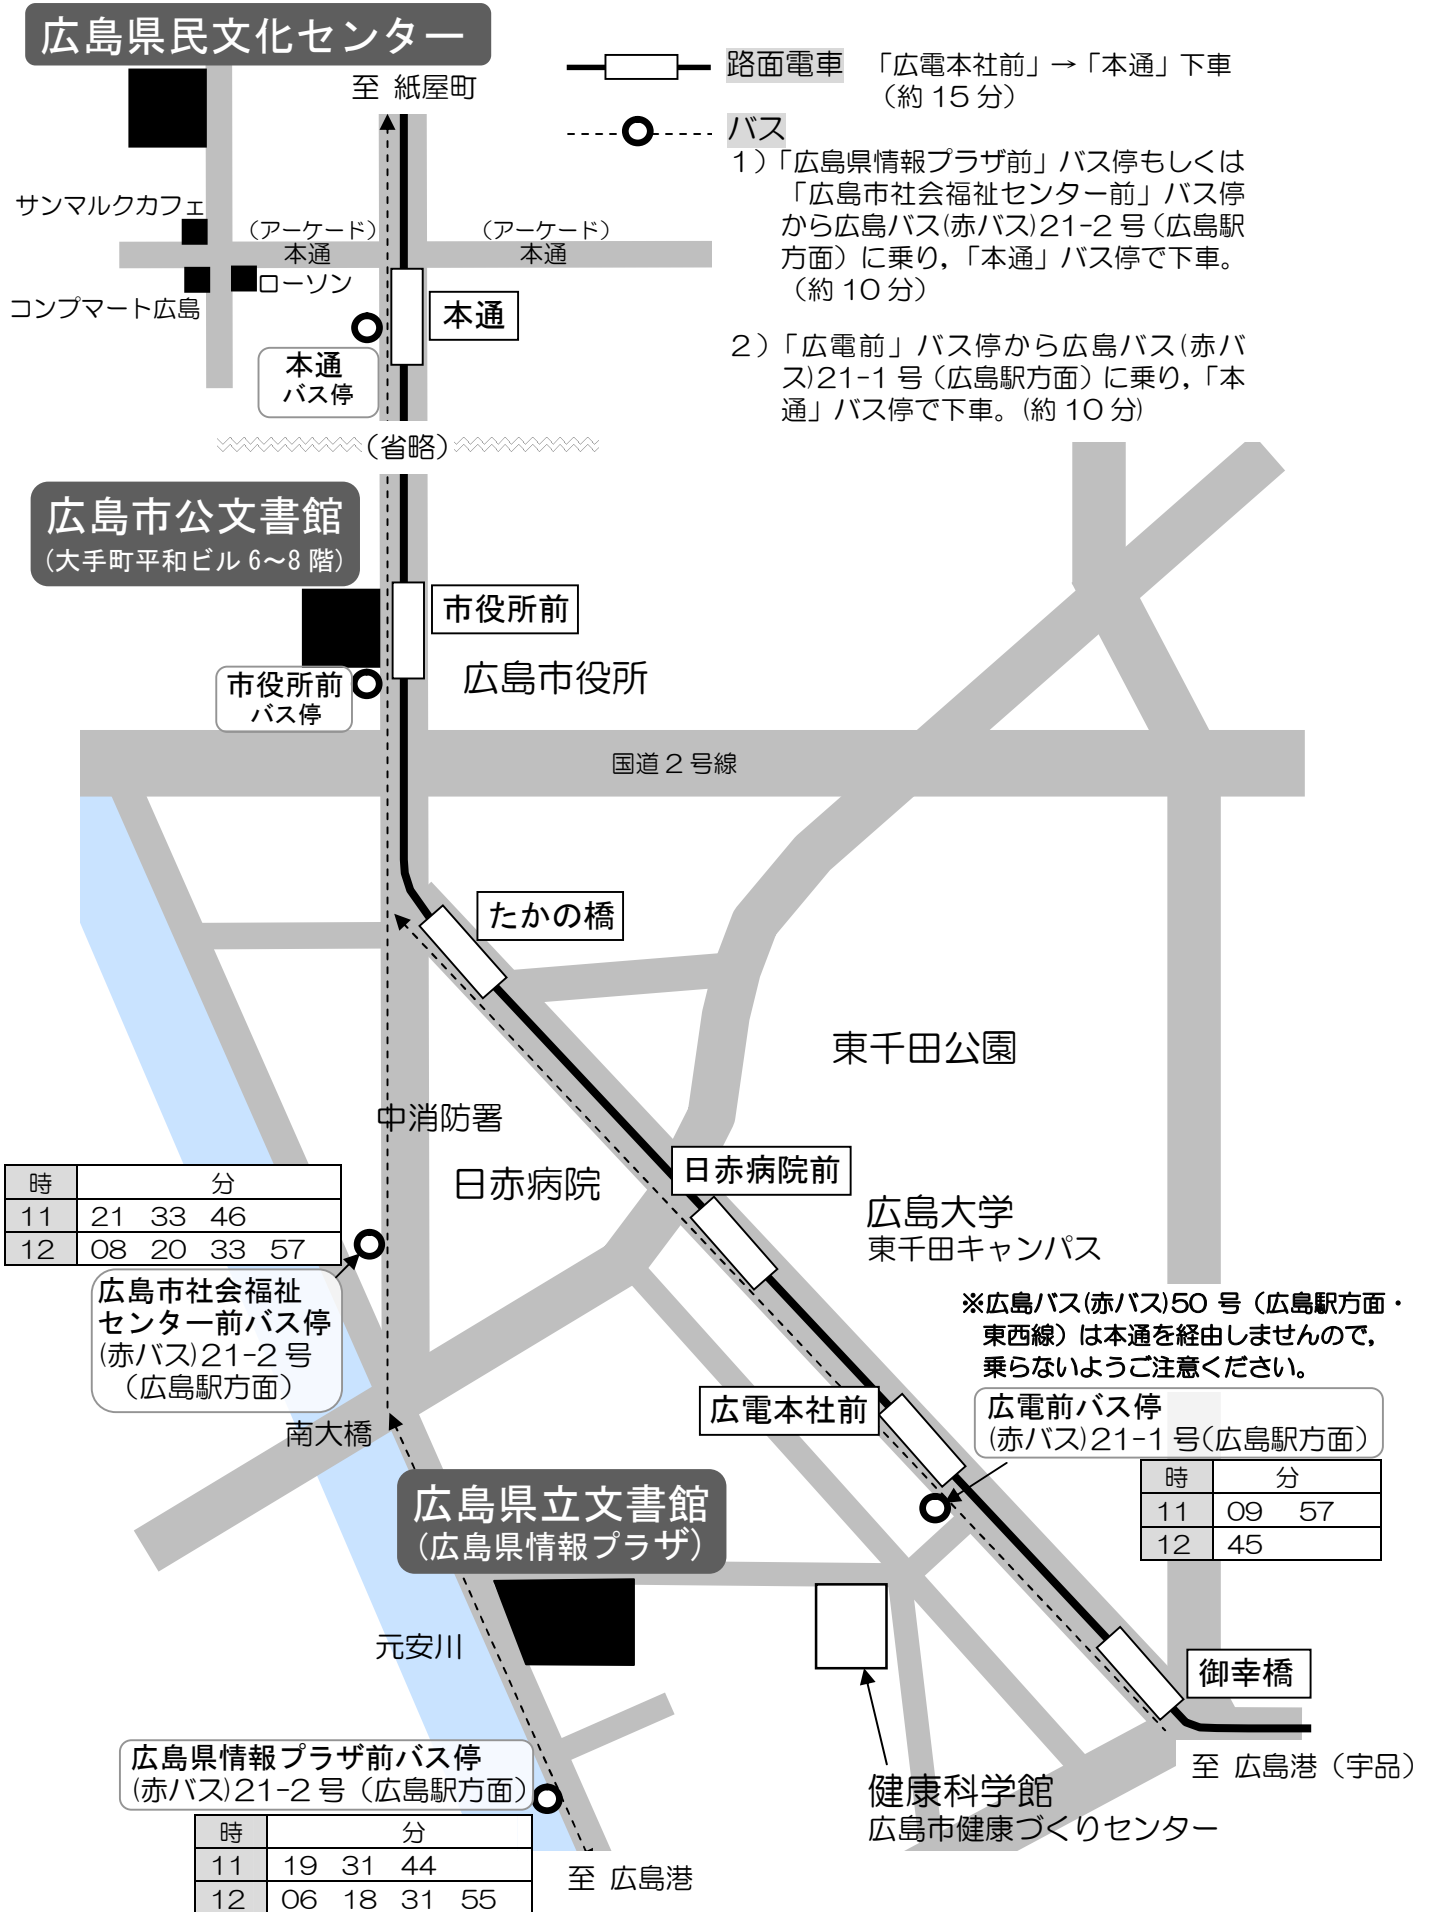 広島県民文化センター
至 紙屋町
路面電車 「広電本社前」→「本通」下車
（約15分）
バス
1）「広島県情報プラザ前」バス停もしくは
「広島市社会福祉センター前」バス停
から広島バス(赤バス)21-2号（広島駅
方面）に乗り,「本通」バス停で下車。
（約10分）
2）「広電前」バス停から広島バス(赤バ
ス)21-1号（広島駅方面）に乗り,「本
通」バス停で下車。(約10分)
サンマルクカフェ
（アーケード）
本通
（アーケード）
本通
ローソン
コンプマート広島
本通
本通
バス停
（省略）
広島市公文書館
(大手町平和ビル6～8階)
市役所前
広島市役所
市役所前
バス停
国道2号線
たかの橋
東千田公園
中消防署
日赤病院
日赤病院前
広島大学
東千田キャンパス
時 分
11 21 33 46
12 08 20 33 57
広島市社会福祉
センター前バス停
(赤バス)21-2号
（広島駅方面）
※広島バス(赤バス)50号（広島駅方面・
東西線）は本通を経由しませんので,
乗らないようご注意ください。
広電本社前
広電前バス停
(赤バス)21-1号(広島駅方面)
時 分
11 09 57
12 45
南大橋
広島県立文書館
(広島県情報プラザ)
元安川
御幸橋
至 広島港（宇品）
広島県情報プラザ前バス停
(赤バス)21-2号（広島駅方面）
時 分
11 19 31 44
12 06 18 31 55
至 広島港
健康科学館
広島市健康づくりセンター